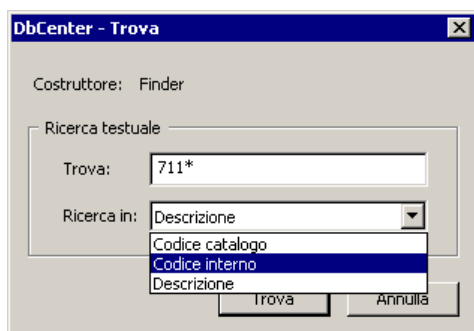 DbCenter - Trova
Costruttore: Finder
Ricerca testuale
Trova: 711*
Ricerca in: Descrizione
Codice catalogo
Codice interno
Descrizione
Trova Annulla